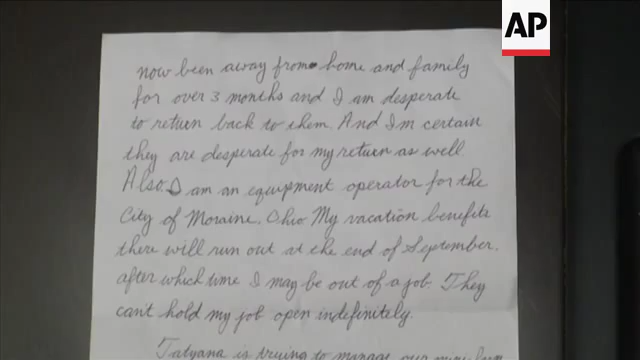 AP
now been away from home and family
for over 3 months and I am desperate
to return back to them. And I'm certain
they are desperate for my return as well.
Also I am an equipment operator for the
City of Moraine, Ohio. My vacation benefits
there will run out at the end of September,
after which time I may be out of a job. They
can't hold my job open indefinitely.
Tatyana is trying to manage our